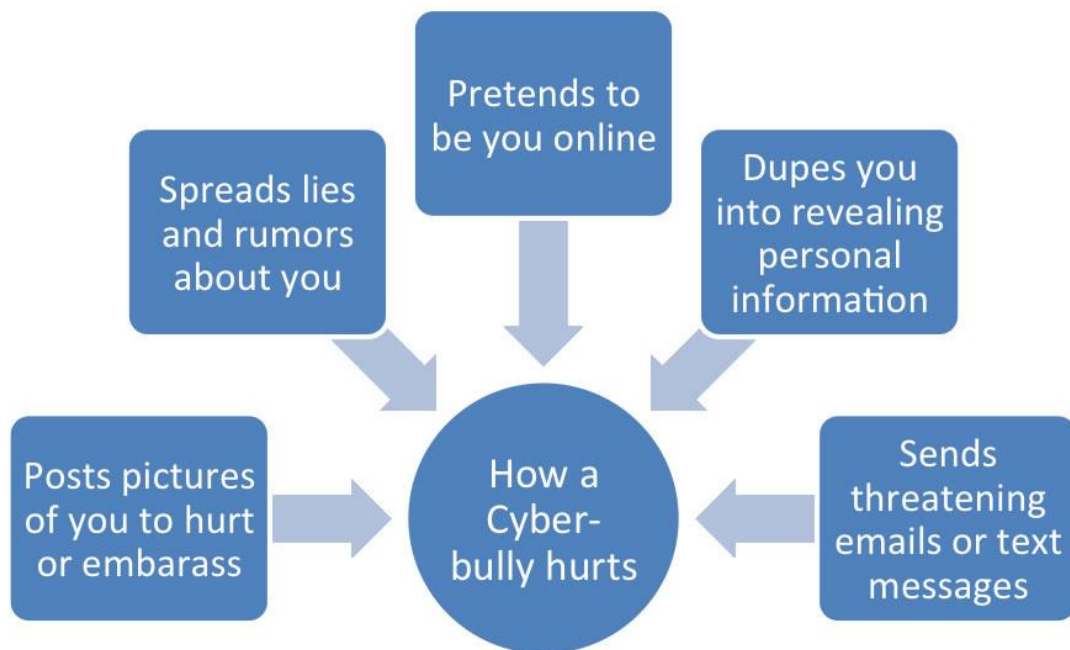 Pretends to
be you online
Spreads lies
and rumors
about you
Dupes you
into revealing
personal
information
Posts pictures
of you to hurt
or embarass
How a
Cyber-
bully hurts
Sends
threatening
emails or text
messages